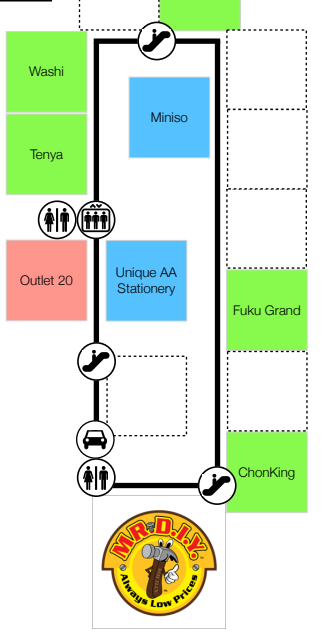 Washi
Miniso
Tenya
Outlet 20
Unique AA
Stationery
Fuku Grand
ChonKing
MR.D.I.Y.
Always Low Prices